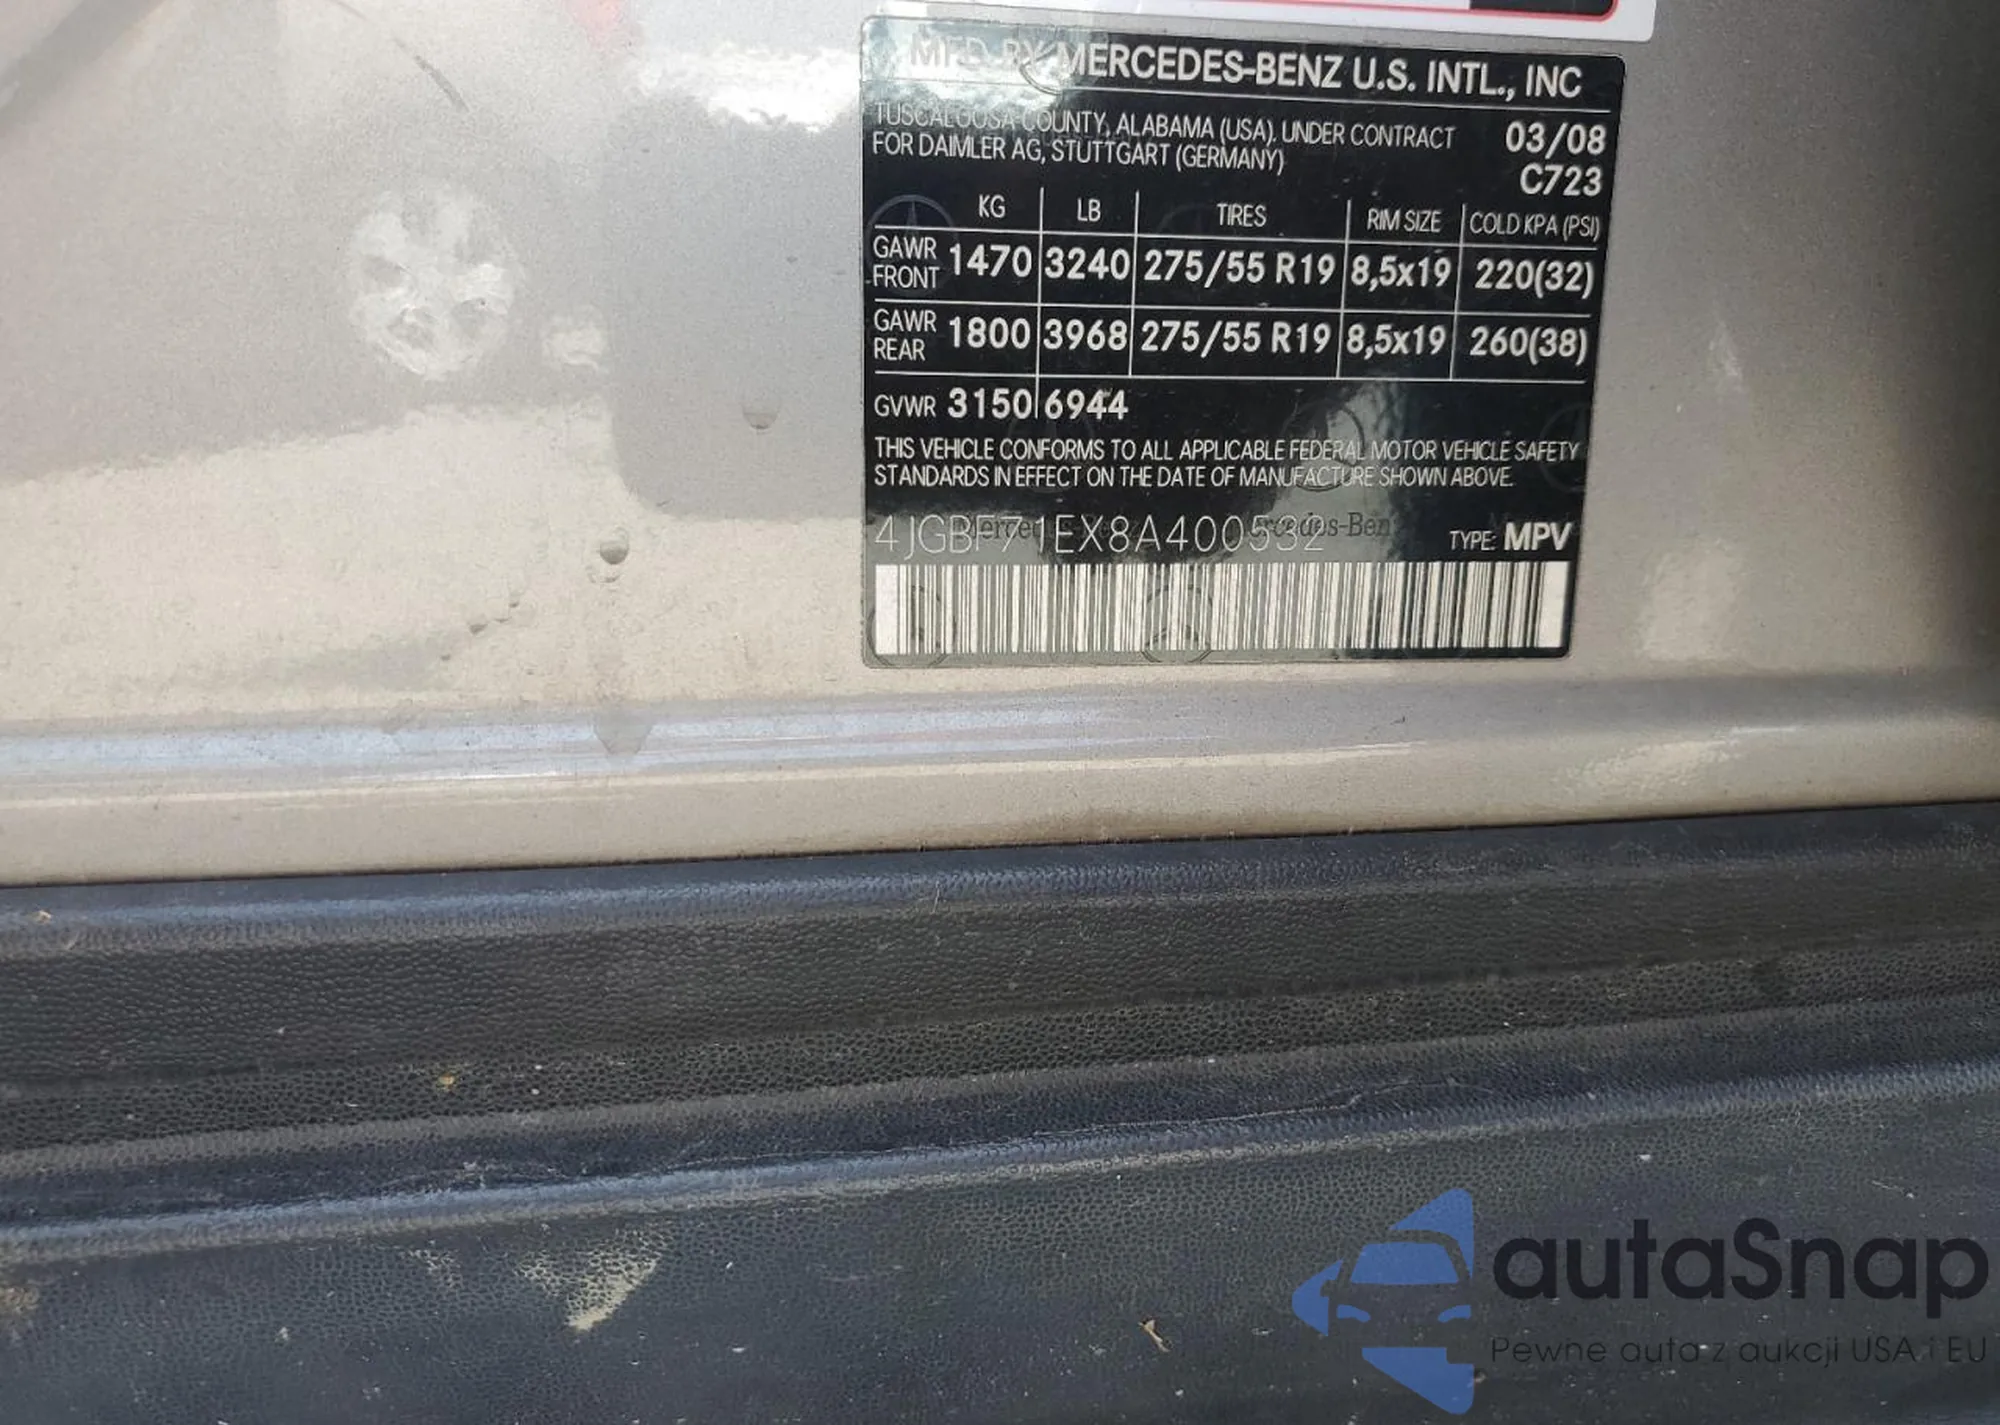 MFD BY MERCEDES-BENZ U.S. INTL., INC
TUSCALOOSA COUNTY, ALABAMA (USA). UNDER CONTRACT
FOR DAIMLER AG, STUTTGART (GERMANY)
03/08
C723
KG LB TIRES RIM SIZE COLD KPA (PSI)
GAWR
FRONT 1470 3240 275/55 R19 8,5x19 220(32)
GAWR
REAR 1800 3968 275/55 R19 8,5x19 260(38)
GVWR 3150 6944
THIS VEHICLE CONFORMS TO ALL APPLICABLE FEDERAL MOTOR VEHICLE SAFETY
STANDARDS IN EFFECT ON THE DATE OF MANUFACTURE SHOWN ABOVE.
4JGBF71EX8A400532 TYPE: MPV
Mercedes-Benz Mercedes-Benz
autaSnap
Pewne auta z aukcji USA i EU